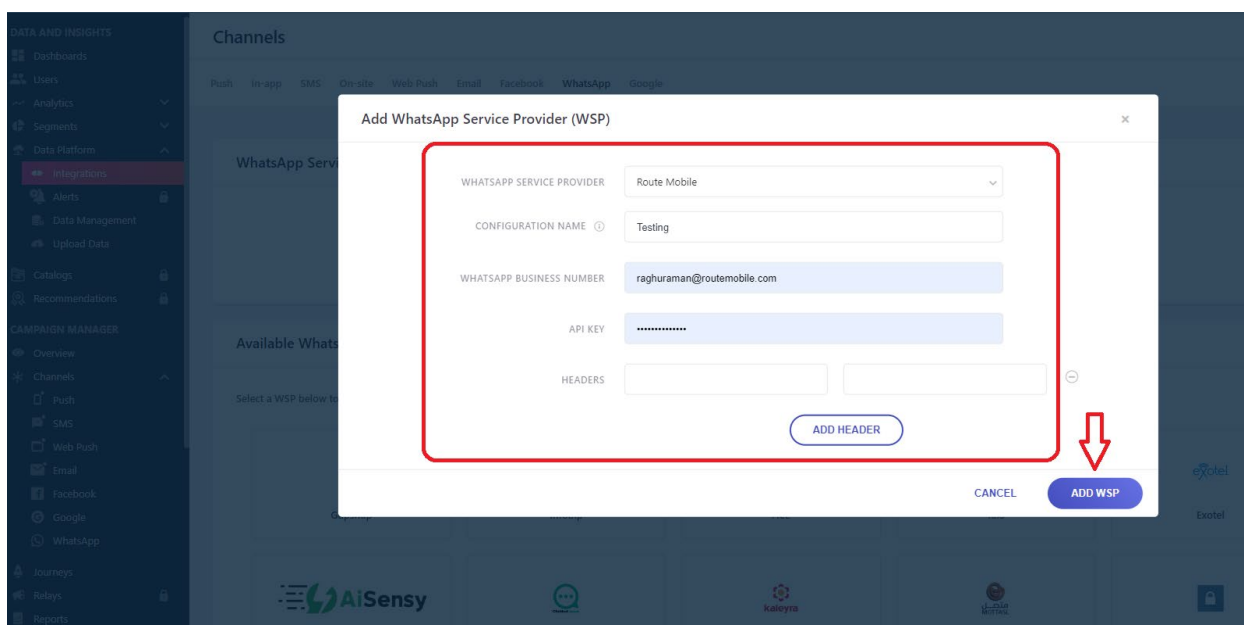 DATA AND INSIGHTS
Dashboards
Users
Analytics
Segments
Data Platform
Integrations
Alerts
Data Management
Upload Data
Catalogs
Recommendations
CAMPAIGN MANAGER
Overview
Channels
Push
SMS
Web Push
Email
Facebook
Google
WhatsApp
Journeys
Relays
Reports
Channels
Push In-app SMS On-site Web Push Email Facebook WhatsApp Google
WhatsApp Servi
Add WhatsApp Service Provider (WSP)
WHATSAPP SERVICE PROVIDER Route Mobile
CONFIGURATION NAME Testing
WHATSAPP BUSINESS NUMBER raghuraman@routemobile.com
API KEY ••••••••••••••
HEADERS
ADD HEADER
CANCEL ADD WSP
Available Whats
Select a WSP below to
exotel
Exotel
AiSensy
kaleyra